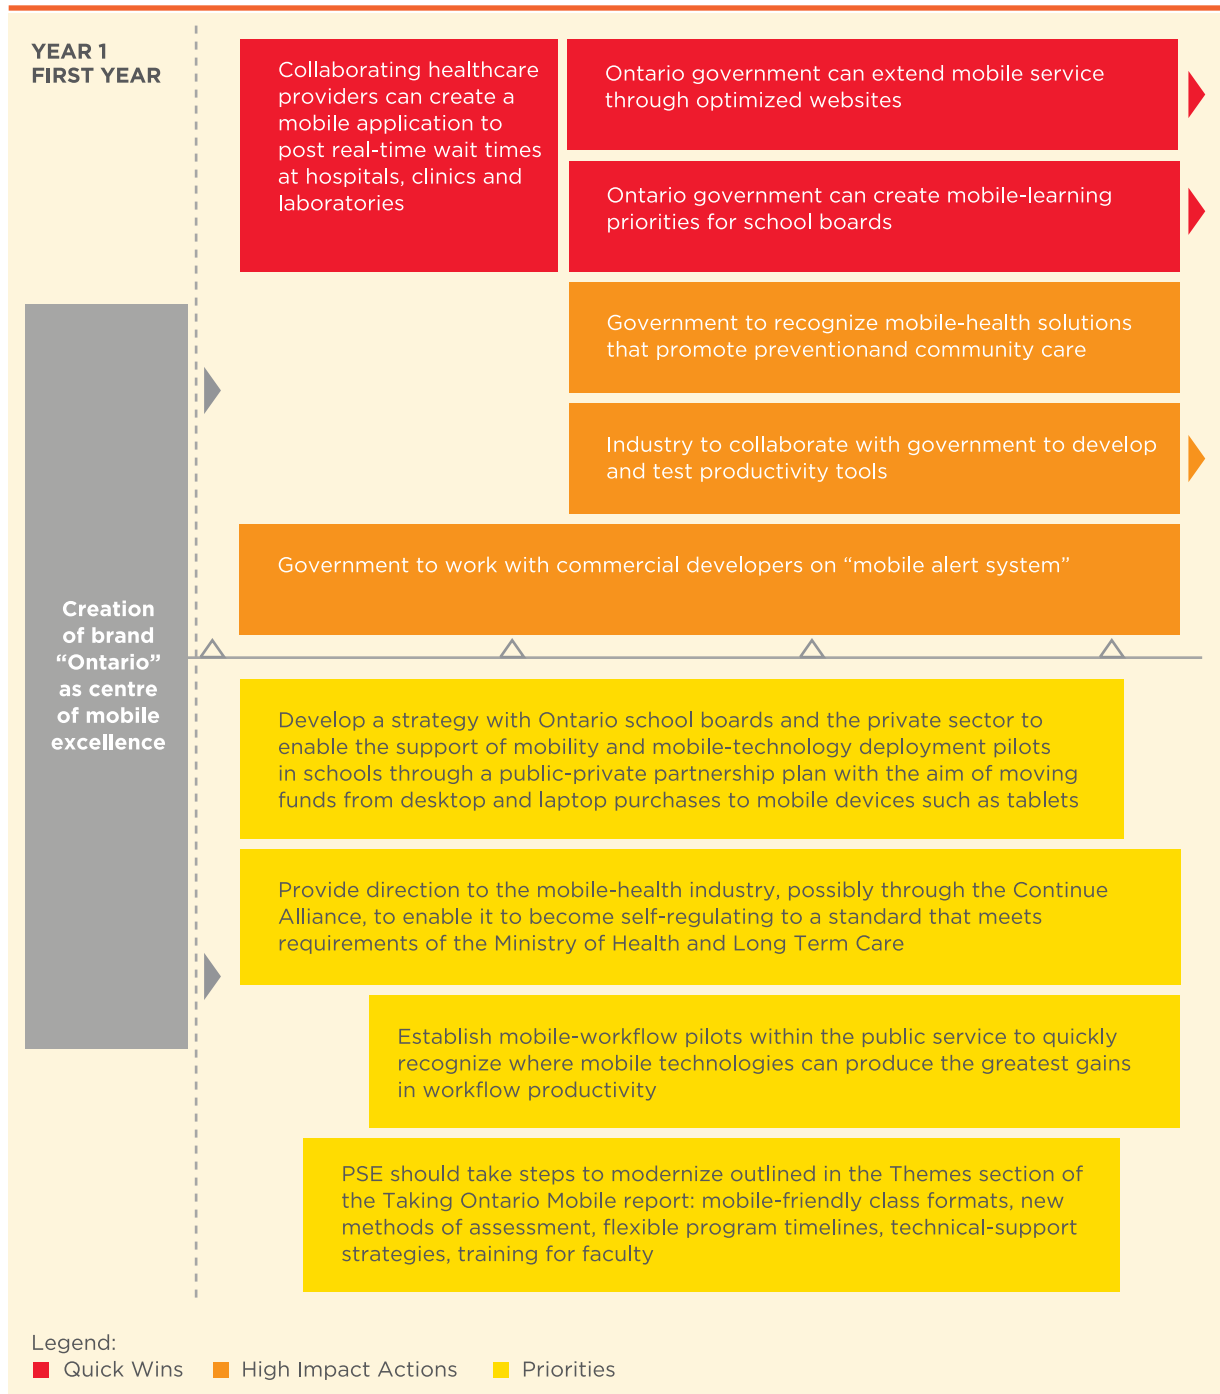 YEAR 1
FIRST YEAR
Collaborating healthcare
providers can create a
mobile application to
post real-time wait times
at hospitals, clinics and
laboratories
Ontario government can extend mobile service
through optimized websites
Ontario government can create mobile-learning
priorities for school boards
Government to recognize mobile-health solutions
that promote preventionand community care
Industry to collaborate with government to develop
and test productivity tools
Government to work with commercial developers on “mobile alert system”
Creation
of brand
“Ontario”
as centre
of mobile
excellence
Develop a strategy with Ontario school boards and the private sector to
enable the support of mobility and mobile-technology deployment pilots
in schools through a public-private partnership plan with the aim of moving
funds from desktop and laptop purchases to mobile devices such as tablets
Provide direction to the mobile-health industry, possibly through the Continue
Alliance, to enable it to become self-regulating to a standard that meets
requirements of the Ministry of Health and Long Term Care
Establish mobile-workflow pilots within the public service to quickly
recognize where mobile technologies can produce the greatest gains
in workflow productivity
PSE should take steps to modernize outlined in the Themes section of
the Taking Ontario Mobile report: mobile-friendly class formats, new
methods of assessment, flexible program timelines, technical-support
strategies, training for faculty
Legend:
Quick Wins High Impact Actions Priorities